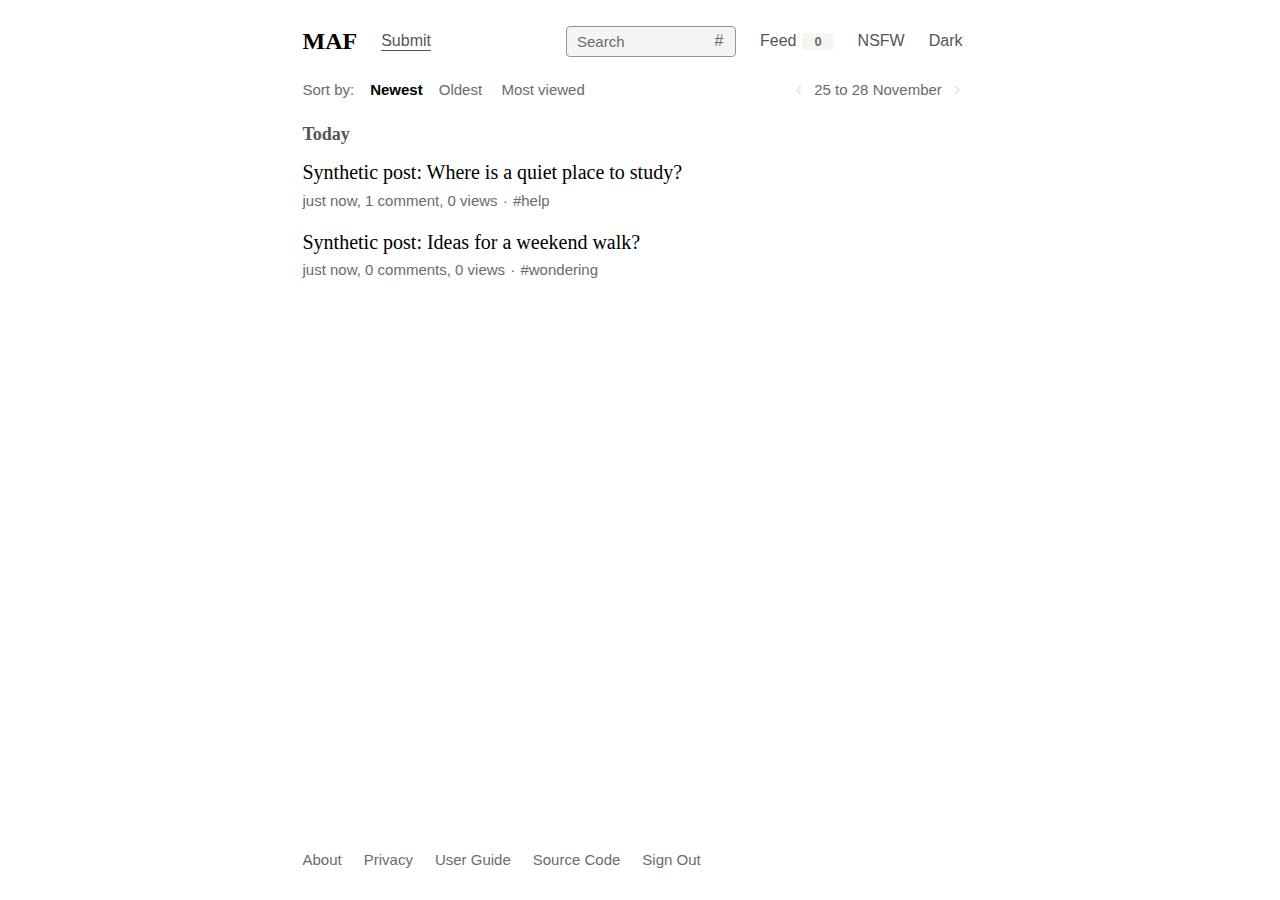 MAF Submit Search # Feed 0 NSFW Dark
Sort by: Newest Oldest Most viewed ‹ 25 to 28 November ›
Today
Synthetic post: Where is a quiet place to study?
just now, 1 comment, 0 views · #help
Synthetic post: Ideas for a weekend walk?
just now, 0 comments, 0 views · #wondering
About Privacy User Guide Source Code Sign Out